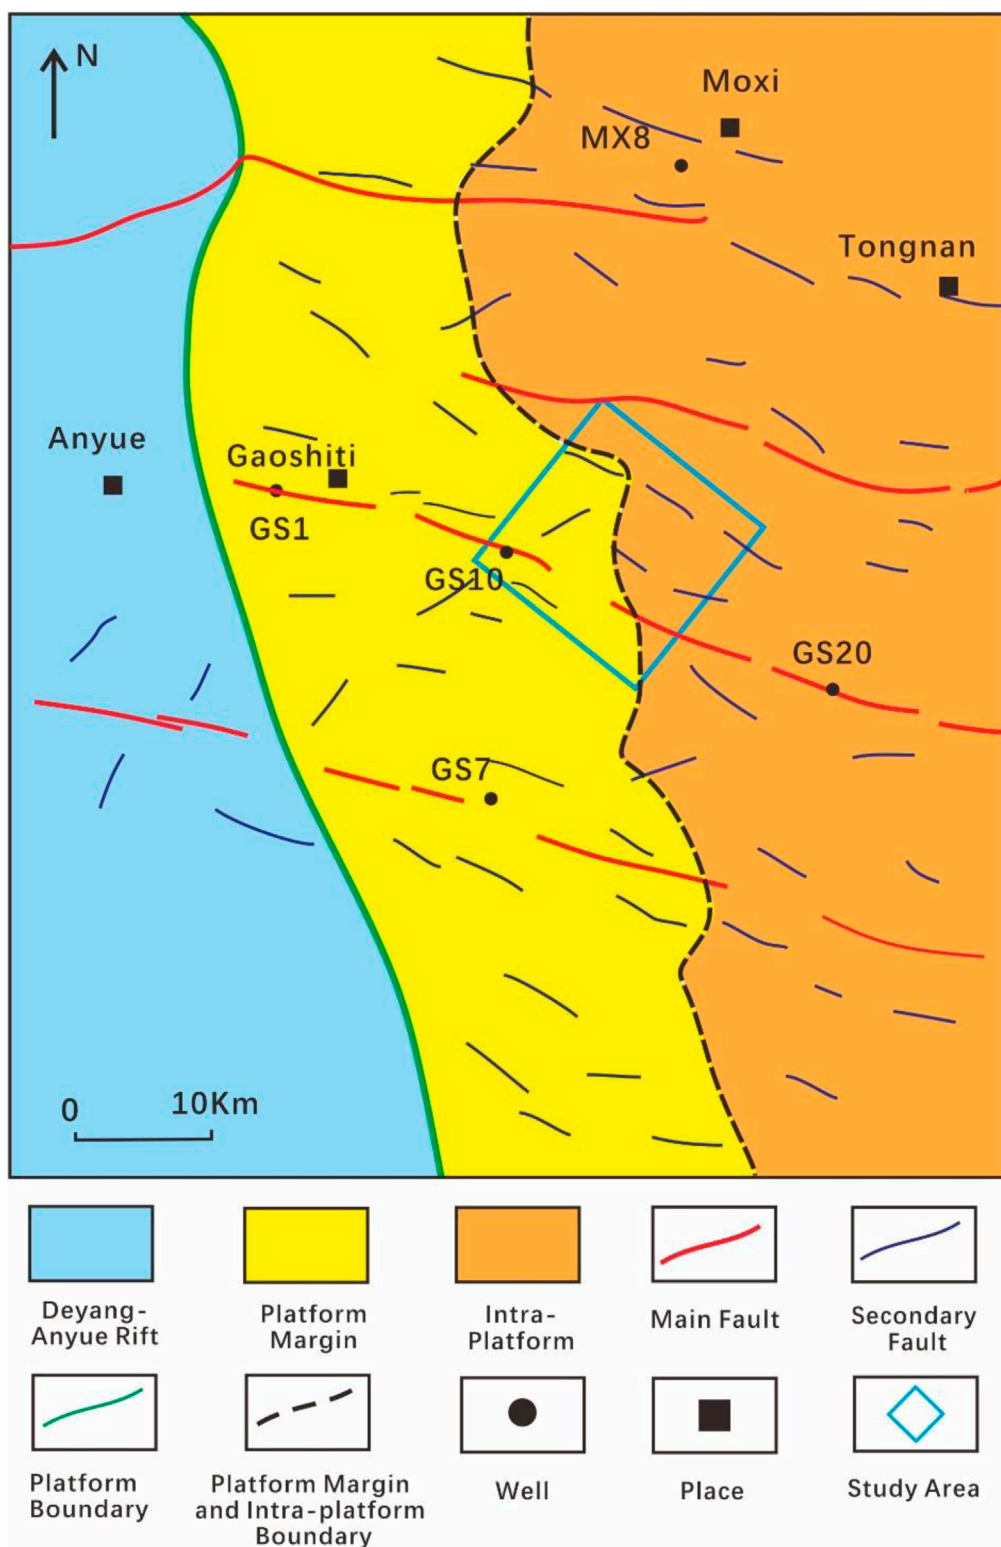 N
Moxi
MX8
Tongnan
Anyue
Gaoshiti
GS1
GS10
GS20
GS7
0
10Km
Deyang-
Anyue Rift
Platform
Margin
Intra-
Platform
Main Fault
Secondary
Fault
Platform
Boundary
Platform Margin
and Intra-platform
Boundary
Well
Place
Study Area